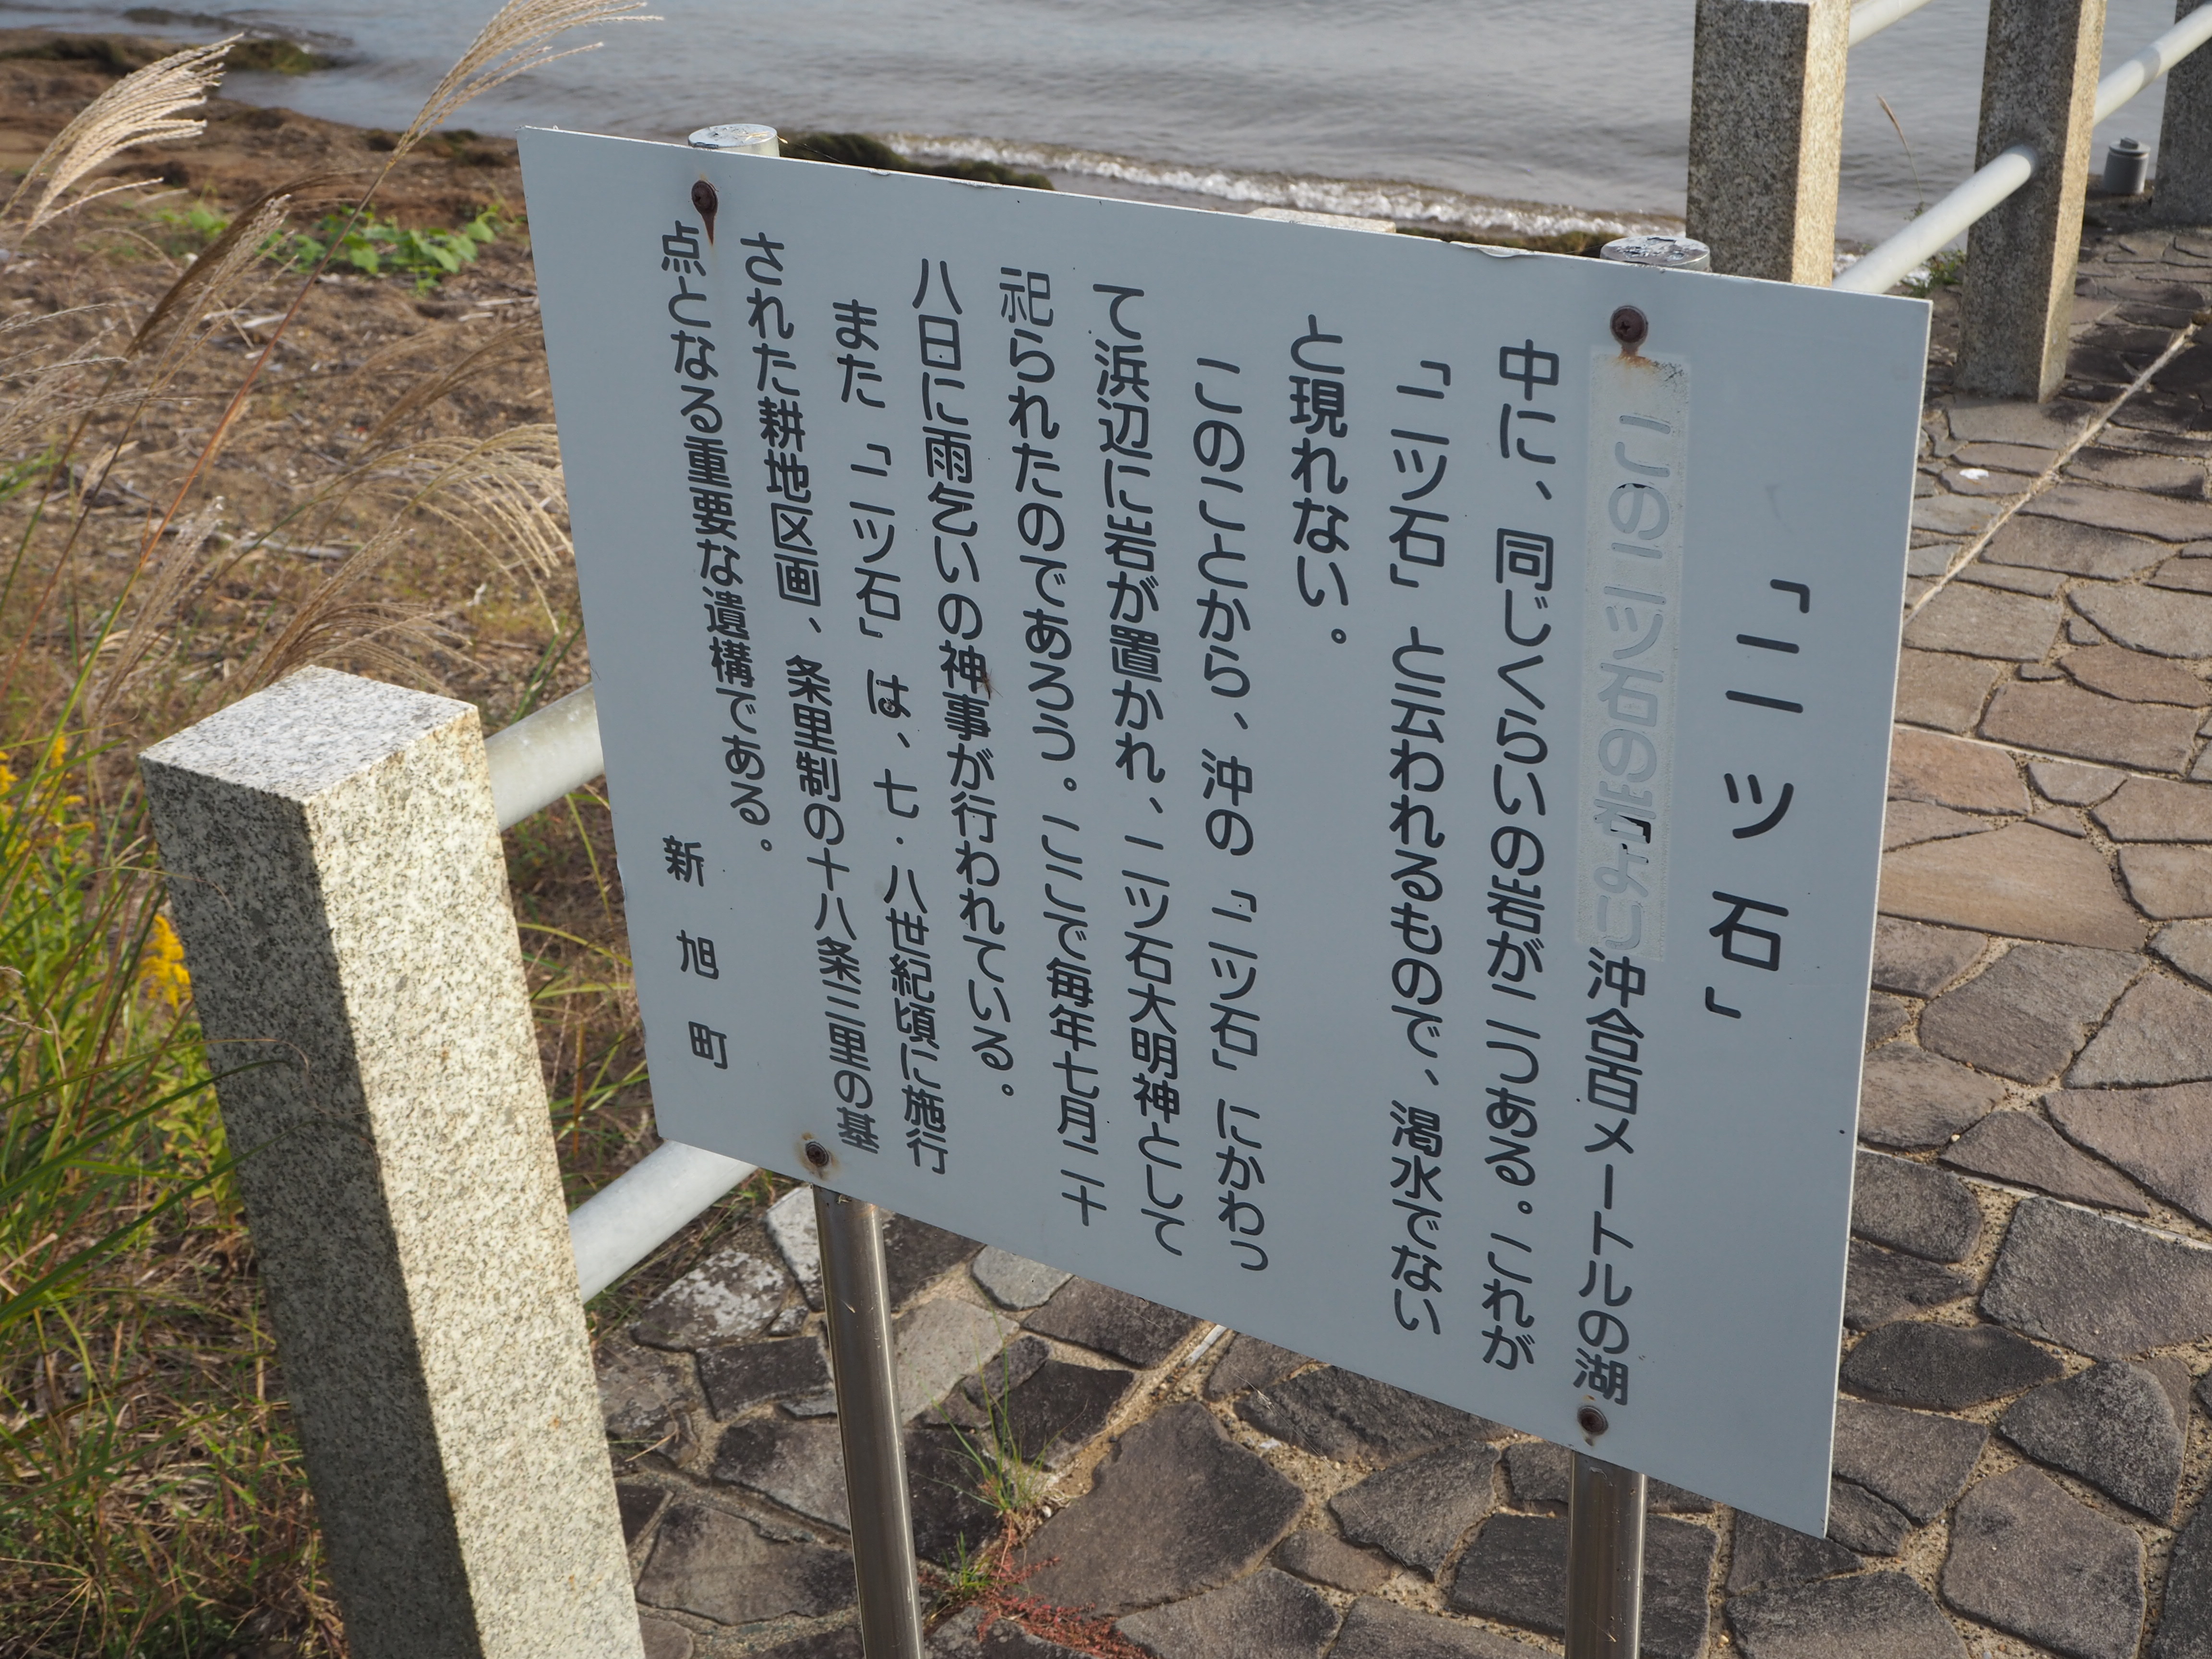 「二ツ石」
この二ツ石の沖より沖合百メートルの湖
中に、同じくらいの岩が二つある。これが
「二ツ石」と云われるもので、渇水でない
と現れない。
このことから、沖の「二ツ石」にかわっ
て浜辺に岩が置かれ、二ツ石大明神として
祀られたのであろう。ここで毎年七月二十
八日に雨乞いの神事が行われている。
また「二ツ石」は、七・八世紀頃に施行
された耕地区画、条里制の十八条三里の基
点となる重要な遺構である。
新旭町